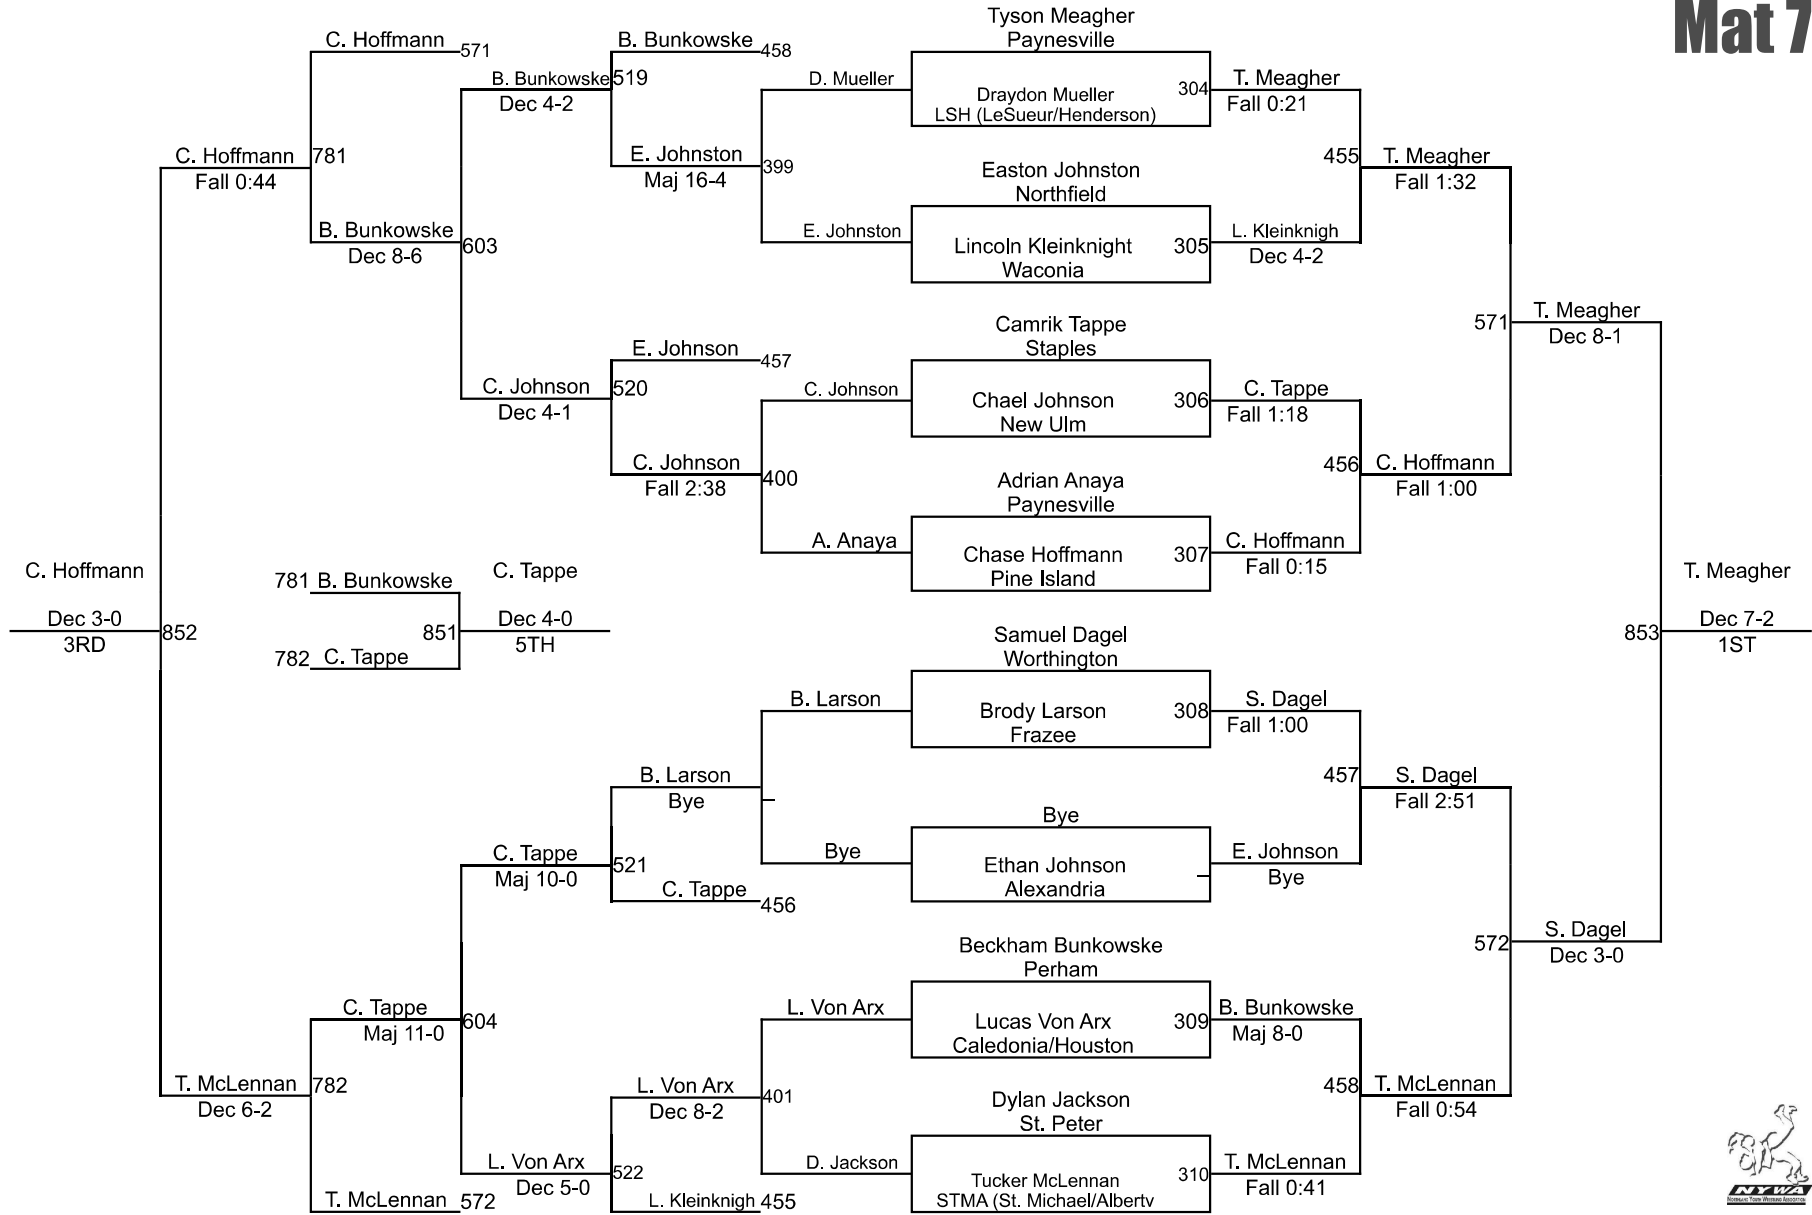 Mat 7
Tyson Meagher
Paynesville
C. Hoffmann 571
B. Bunkowske 458
B. Bunkowske 519
Dec 4-2
D. Mueller
Draydon Mueller
LSH (LeSueur/Henderson)
304
T. Meagher
Fall 0:21
C. Hoffmann 781
Fall 0:44
E. Johnston 399
Maj 16-4
Easton Johnston
Northfield
455
T. Meagher
Fall 1:32
B. Bunkowske 603
Dec 8-6
E. Johnston
Lincoln Kleinknight
Waconia
305
L. Kleinknigh
Dec 4-2
Camrik Tappe
Staples
571
T. Meagher
Dec 8-1
E. Johnson 457
C. Johnson 520
Dec 4-1
C. Johnson
Chael Johnson
New Ulm
306
C. Tappe
Fall 1:18
C. Johnson 400
Fall 2:38
Adrian Anaya
Paynesville
456
C. Hoffmann
Fall 1:00
A. Anaya
Chase Hoffmann
Pine Island
307
C. Hoffmann
Fall 0:15
C. Hoffmann
Dec 3-0
3RD
852
781 B. Bunkowske
851
782 C. Tappe
C. Tappe
Dec 4-0
5TH
T. Meagher
853
Dec 7-2
1ST
Samuel Dagel
Worthington
B. Larson
Brody Larson
Frazee
308
S. Dagel
Fall 1:00
B. Larson
Bye
457
S. Dagel
Fall 2:51
Bye
Bye
Ethan Johnson
Alexandria
E. Johnson
Bye
C. Tappe 521
Maj 10-0
C. Tappe 456
572
S. Dagel
Dec 3-0
Beckham Bunkowske
Perham
C. Tappe 604
Maj 11-0
L. Von Arx
Lucas Von Arx
Caledonia/Houston
309
B. Bunkowske
Maj 8-0
T. McLennan 782
Dec 6-2
L. Von Arx 401
Dec 8-2
Dylan Jackson
St. Peter
458
T. McLennan
Fall 0:54
L. Von Arx 522
Dec 5-0
D. Jackson
Tucker McLennan
STMA (St. Michael/Albertv
310
T. McLennan
Fall 0:41
T. McLennan 572
L. Kleinknigh 455
NYWA